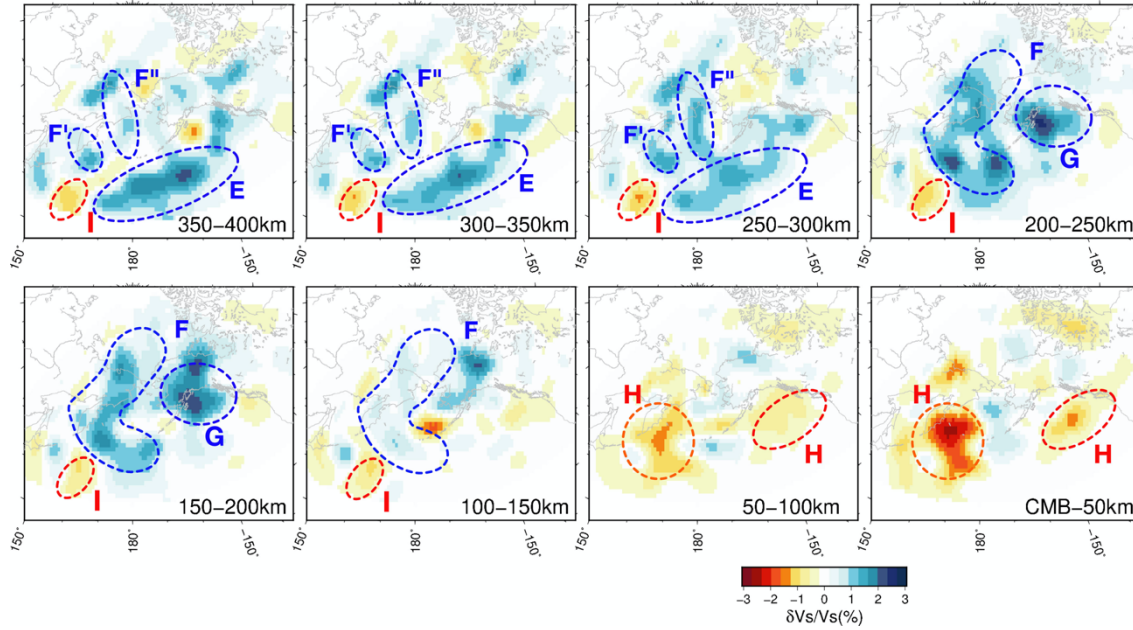 F"
F'
E
I
350−400km
F"
F'
E
I
300−350km
F"
F'
E
I
250−300km
F
G
I
200−250km
150°
180°
−150°
150°
180°
−150°
150°
180°
−150°
150°
180°
−150°
F
G
I
150−200km
F
I
100−150km
H
H
50−100km
H
H
CMB−50km
150°
180°
−150°
150°
180°
−150°
150°
180°
−150°
150°
180°
−150°
−3 −2 −1 0 1 2 3
δVs/Vs(%)